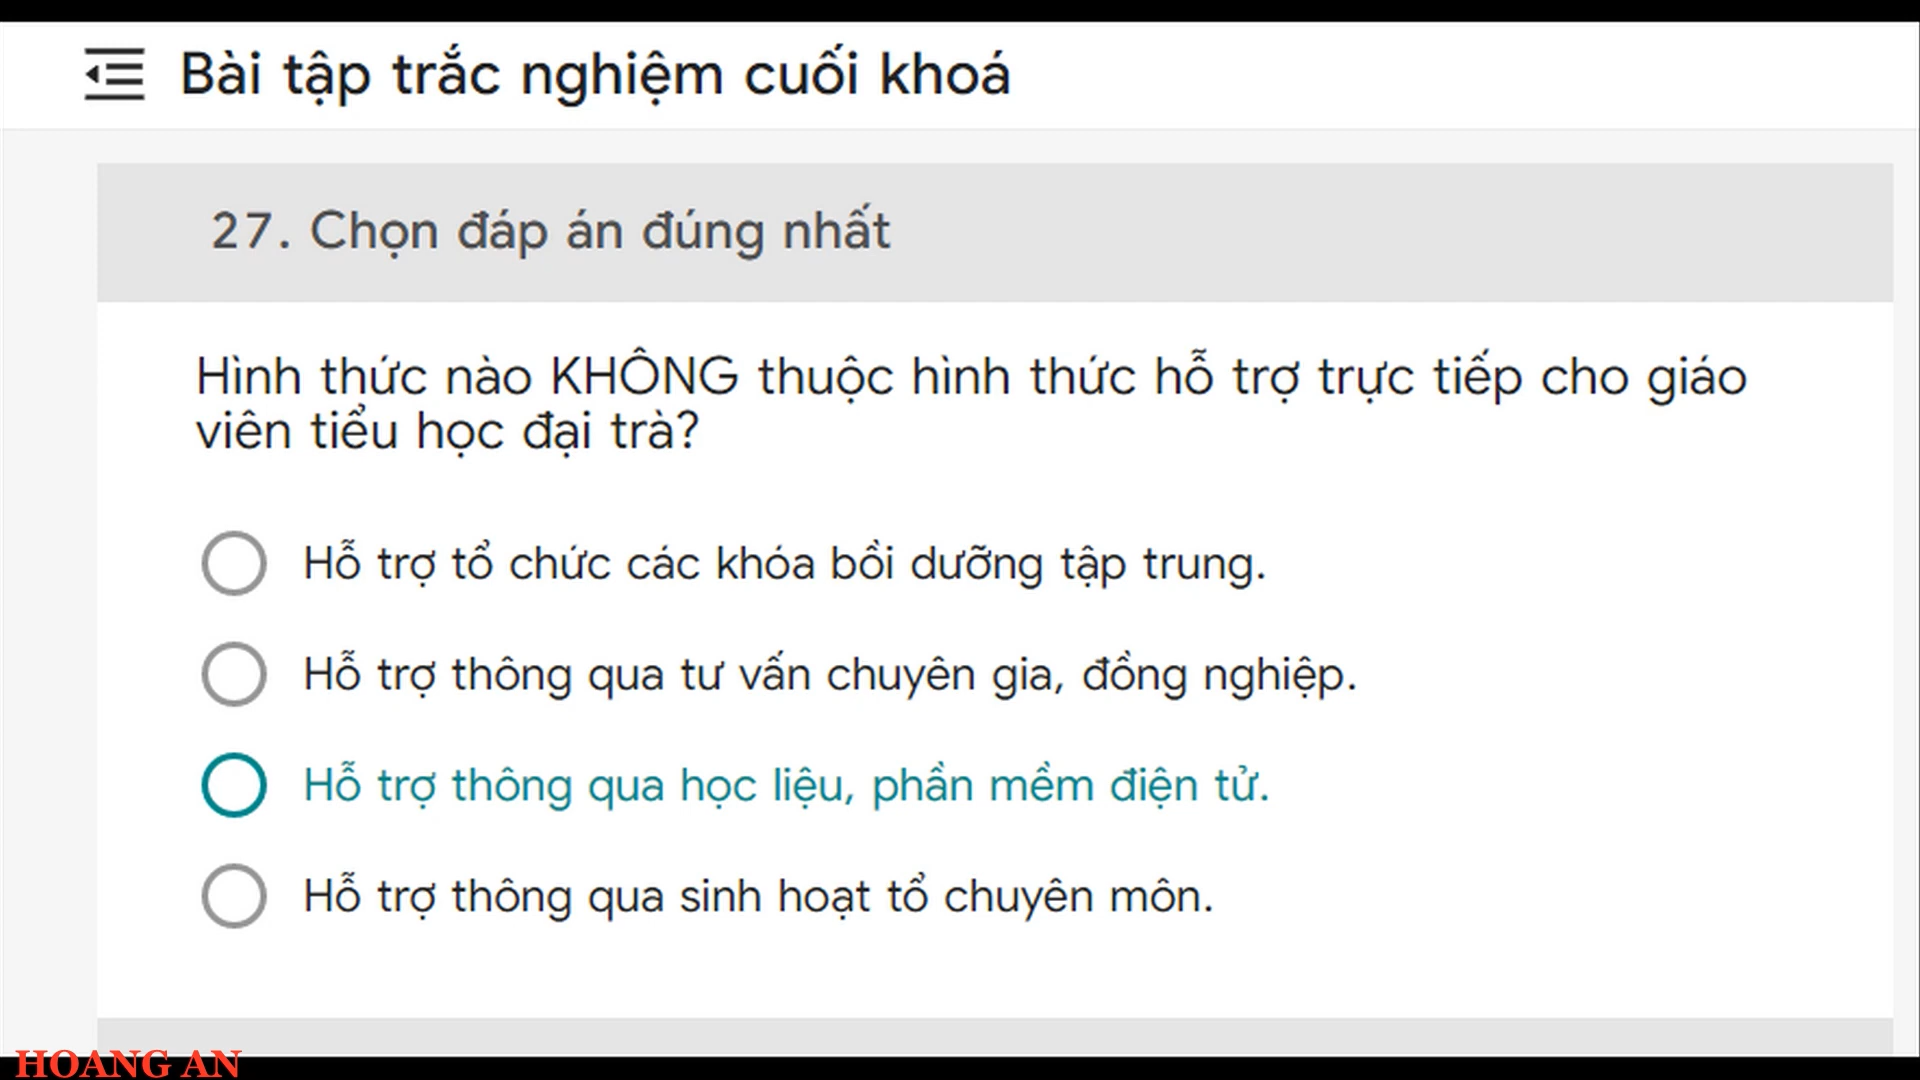 Bài tập trắc nghiệm cuối khoá
27. Chọn đáp án đúng nhất
Hình thức nào KHÔNG thuộc hình thức hỗ trợ trực tiếp cho giáo
viên tiểu học đại trà?
Hỗ trợ tổ chức các khóa bồi dưỡng tập trung.
Hỗ trợ thông qua tư vấn chuyên gia, đồng nghiệp.
Hỗ trợ thông qua học liệu, phần mềm điện tử.
Hỗ trợ thông qua sinh hoạt tổ chuyên môn.
HOANG AN